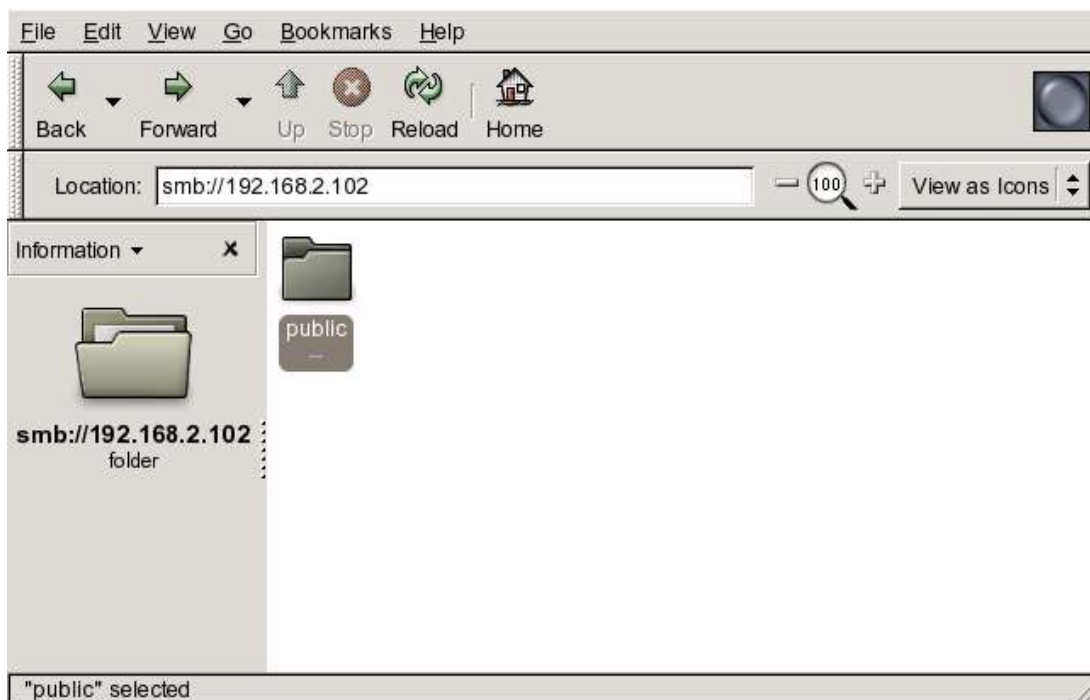 File Edit View Go Bookmarks Help
Back Forward Up Stop Reload Home
Location: smb://192.168.2.102 100 View as Icons
Information
public
--
smb://192.168.2.102
folder
"public" selected